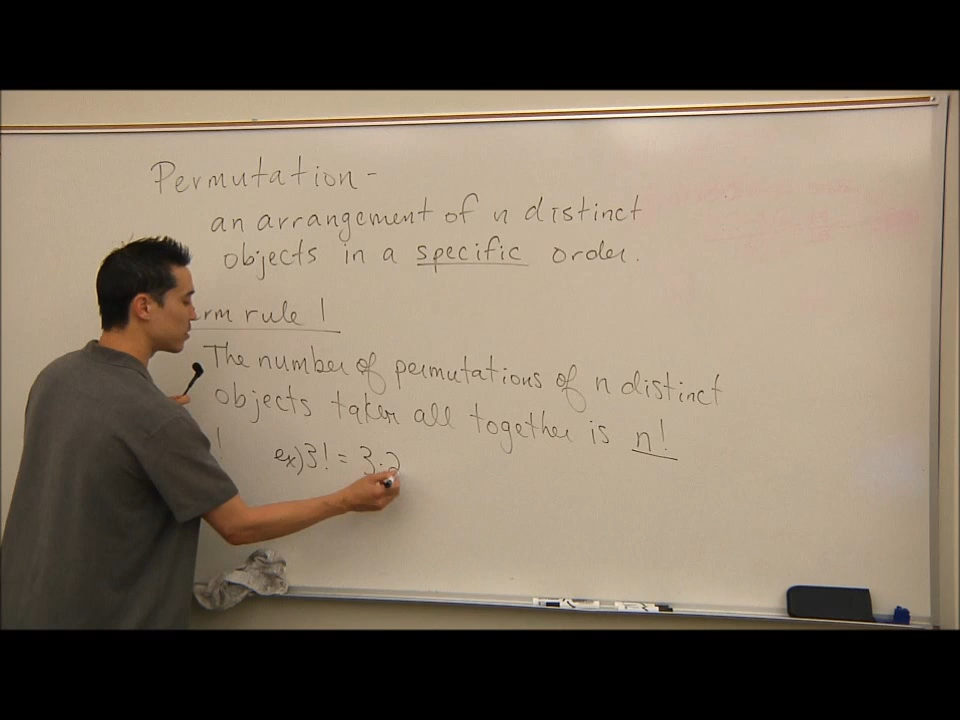 Permutation -
an arrangement of n distinct
objects in a specific order.
rm rule 1
The number of permutations of n distinct
objects taken all together is n!
! ex) 3! = 3·2